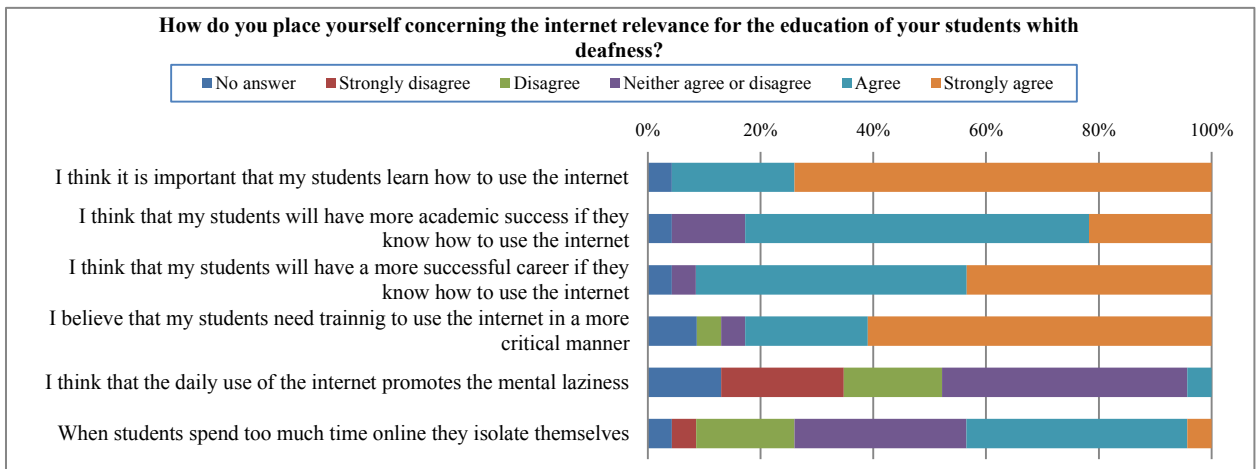 How do you place yourself concerning the internet relevance for the education of your students whith
deafness?
No answer Strongly disagree Disagree Neither agree or disagree Agree Strongly agree
0% 20% 40% 60% 80% 100%
I think it is important that my students learn how to use the internet
I think that my students will have more academic success if they
know how to use the internet
I think that my students will have a more successful career if they
know how to use the internet
I believe that my students need trainnig to use the internet in a more
critical manner
I think that the daily use of the internet promotes the mental laziness
When students spend too much time online they isolate themselves